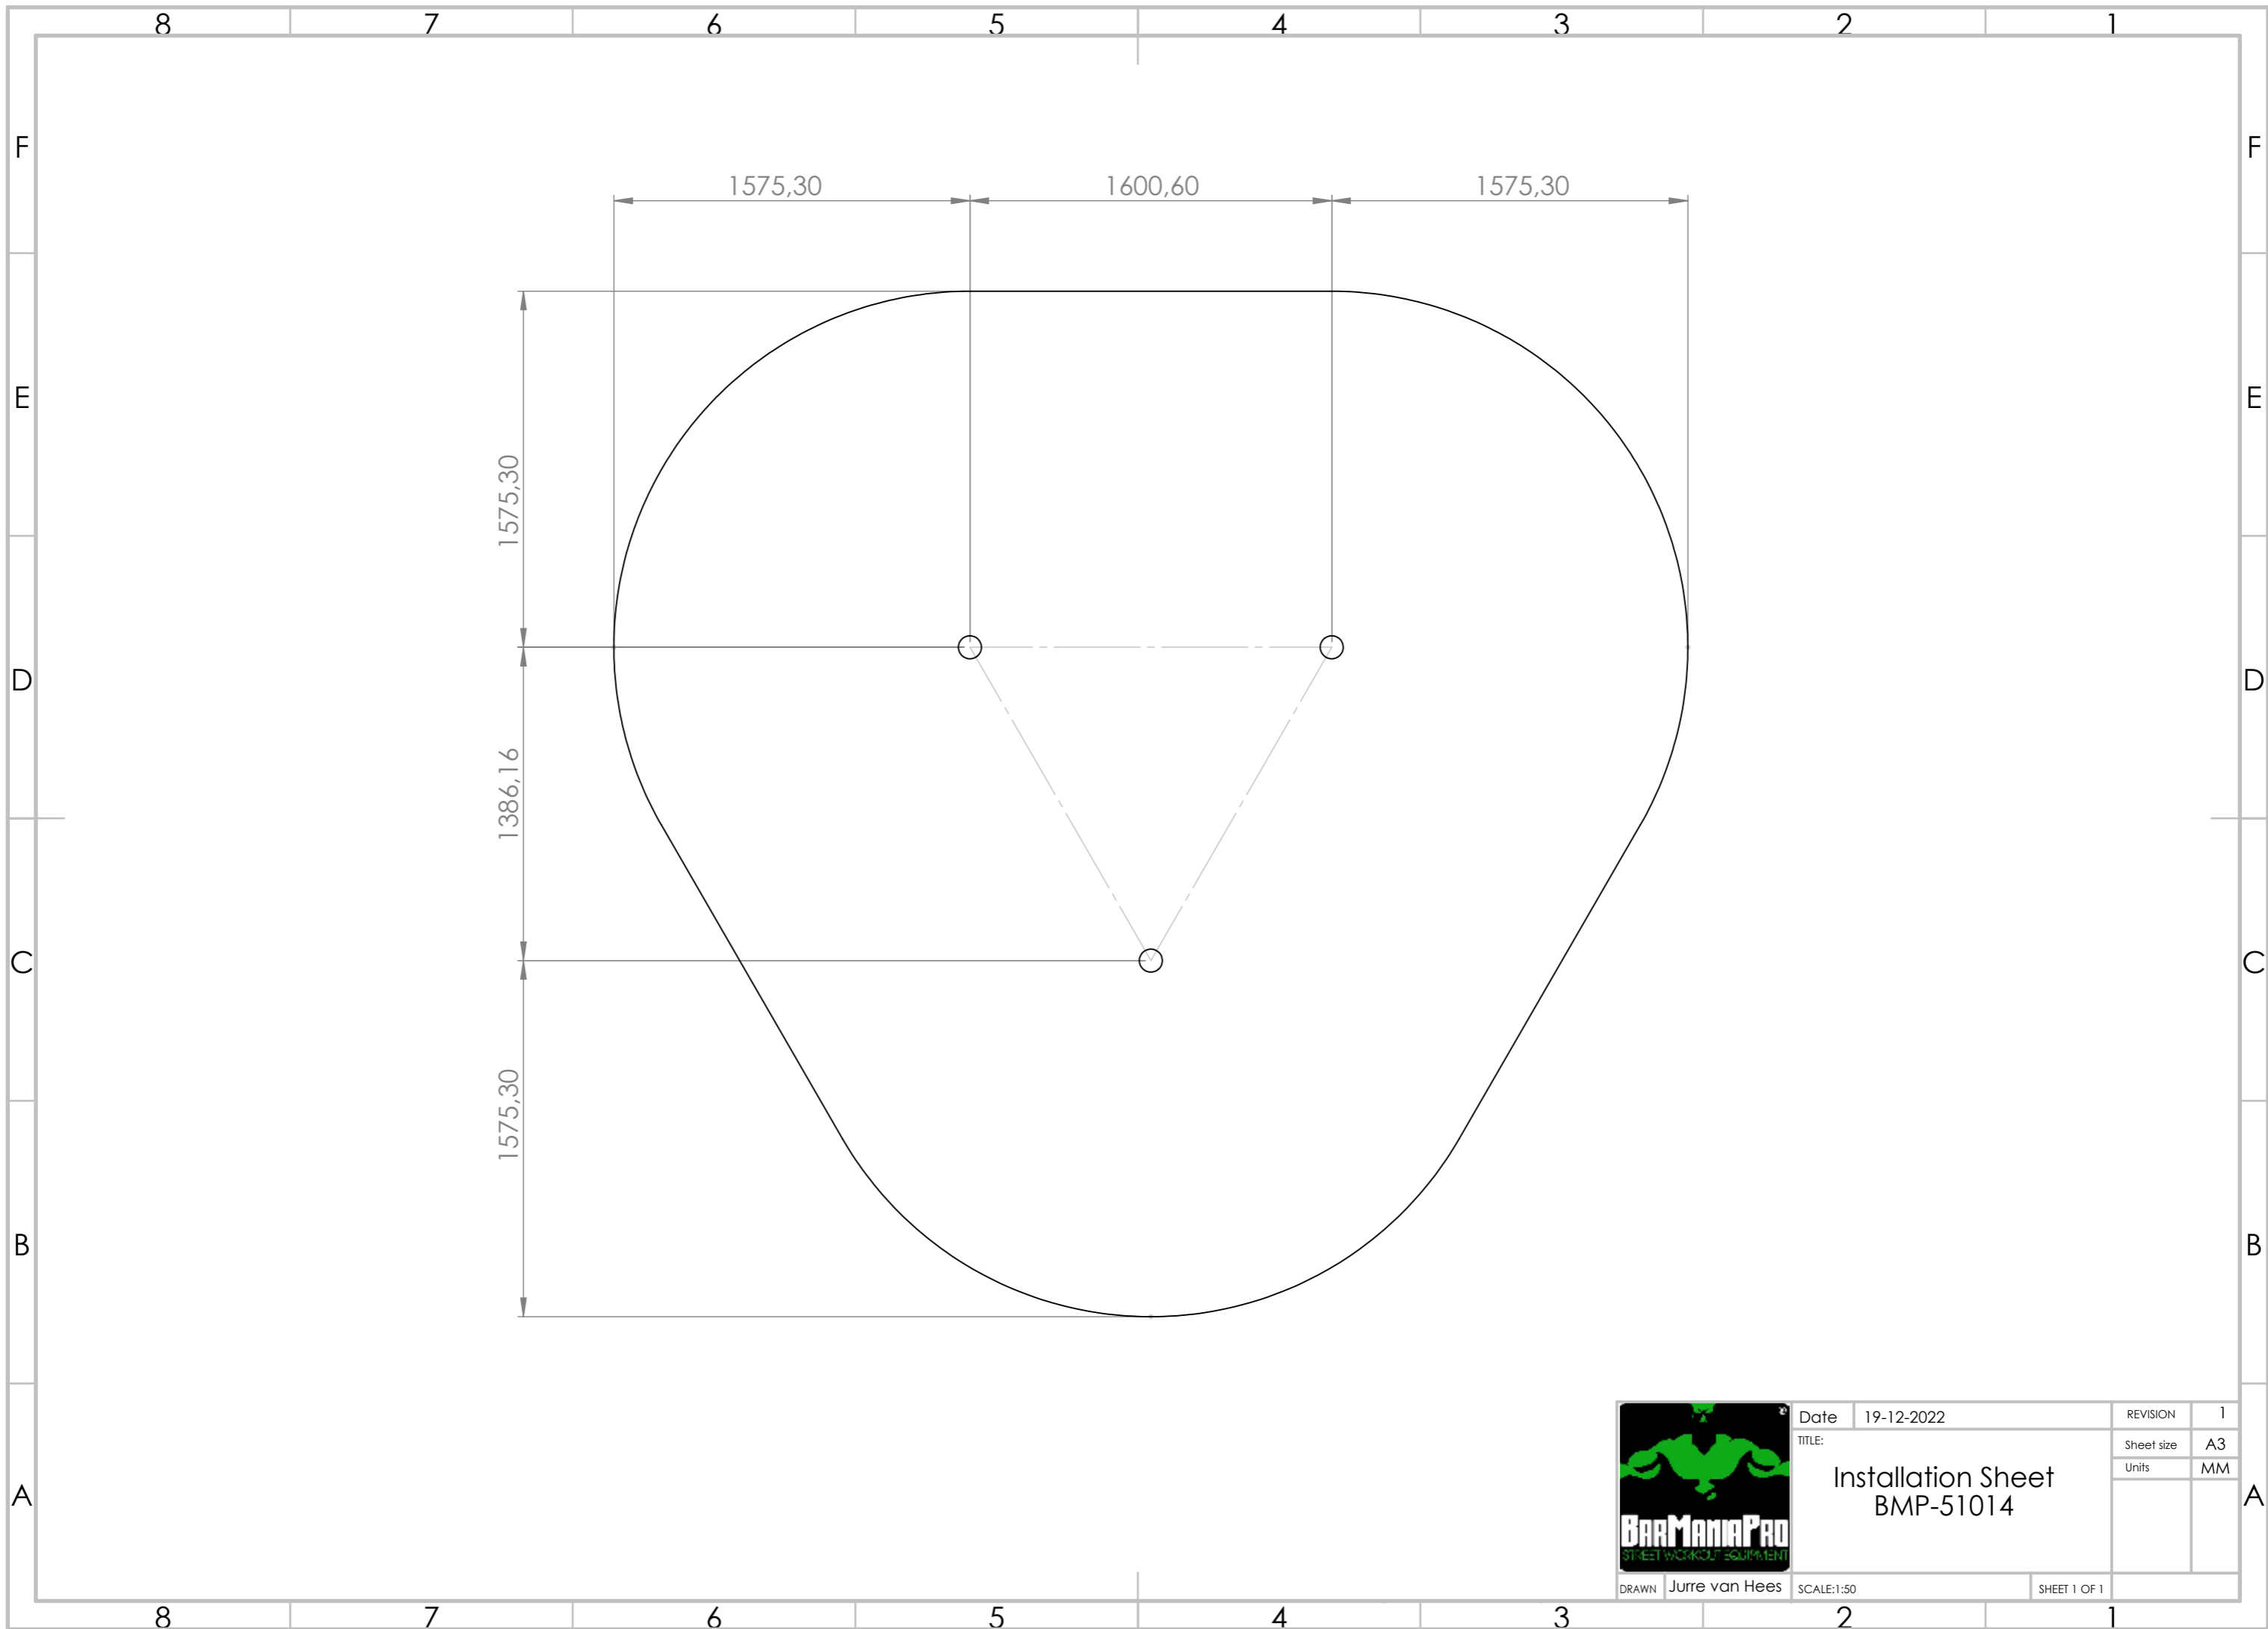 8 7 6 5 4 3 2 1
F F
1575,30 1600,60 1575,30
E E
1575,30
D D
1386,16
C C
1575,30
B B
A A
Date 19-12-2022 REVISION 1
TITLE: Sheet size A3
Units MM
Installation Sheet
BMP-51014
BARMANIAPRO
STREET WORKOUT EQUIPMENT
DRAWN Jurre van Hees SCALE:1:50 SHEET 1 OF 1
8 7 6 5 4 3 2 1